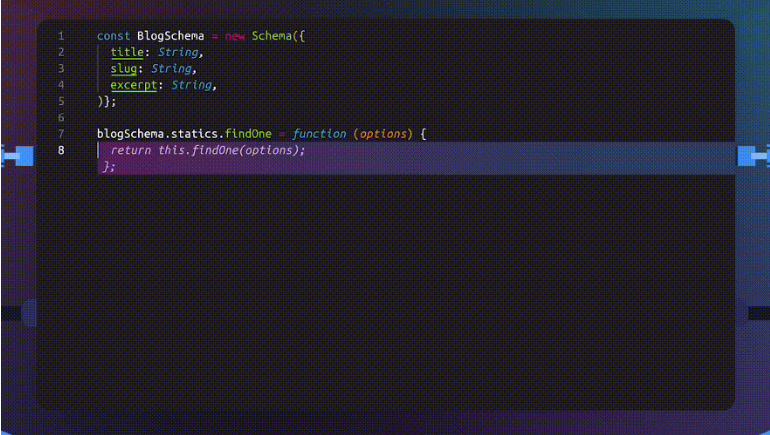 1 const BlogSchema = new Schema({
2 title: String,
3 slug: String,
4 excerpt: String,
5 )};
6
7 blogSchema.statics.findOne = function (options) {
8 return this.findOne(options);
};